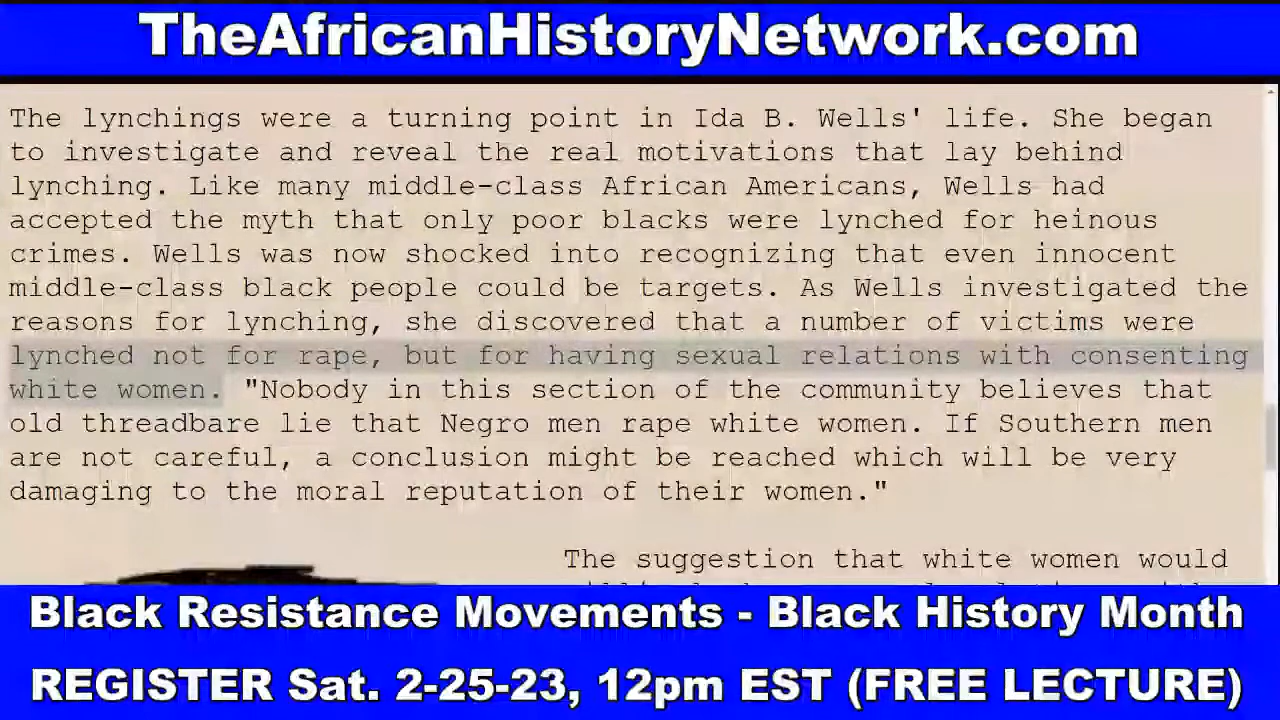 TheAfricanHistoryNetwork.com
The lynchings were a turning point in Ida B. Wells' life. She began
to investigate and reveal the real motivations that lay behind
lynching. Like many middle-class African Americans, Wells had
accepted the myth that only poor blacks were lynched for heinous
crimes. Wells was now shocked into recognizing that even innocent
middle-class black people could be targets. As Wells investigated the
reasons for lynching, she discovered that a number of victims were
lynched not for rape, but for having sexual relations with consenting
white women. "Nobody in this section of the community believes that
old threadbare lie that Negro men rape white women. If Southern men
are not careful, a conclusion might be reached which will be very
damaging to the moral reputation of their women."
The suggestion that white women would
Black Resistance Movements - Black History Month
REGISTER Sat. 2-25-23, 12pm EST (FREE LECTURE)